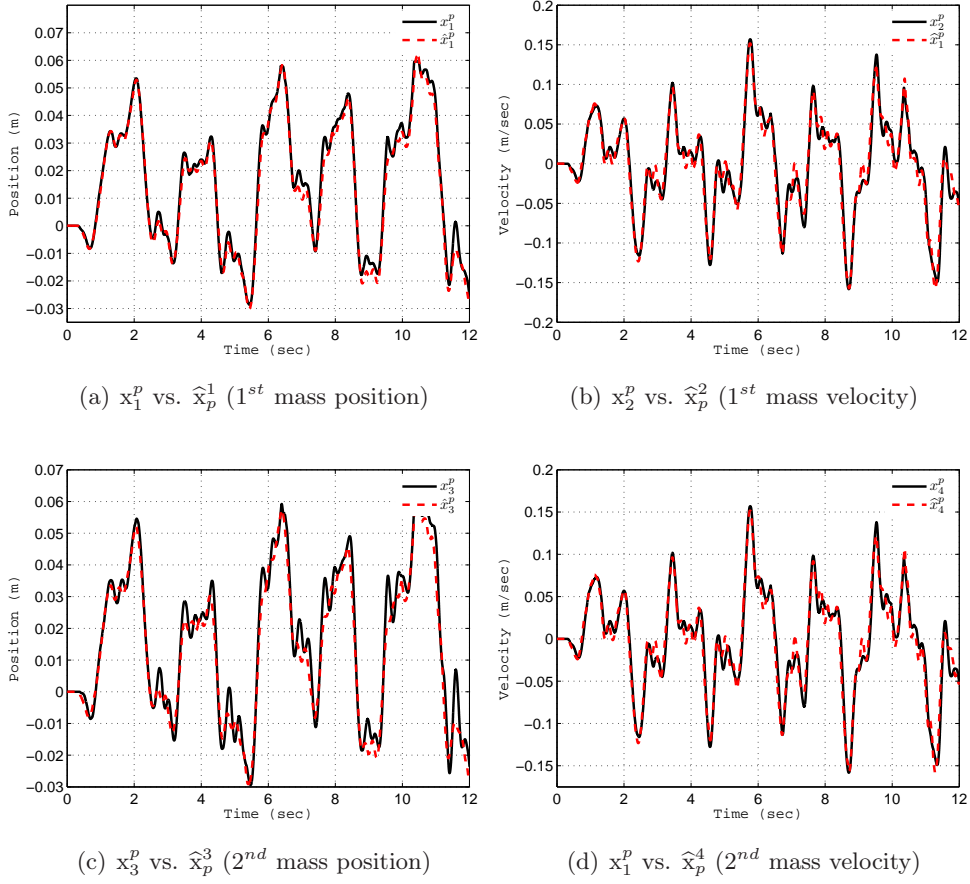 0.08
0.07
0.06
0.05
0.04
0.03
0.02
0.01
0
−0.01
−0.02
−0.03
Position (m)
0 2 4 6 8 10 12
Time (sec)
x_1^p
x̂_1^p
(a) x_1^p vs. x̂_p^1 (1^{st} mass position)
0.2
0.15
0.1
0.05
0
−0.05
−0.1
−0.15
−0.2
Velocity (m/sec)
0 2 4 6 8 10 12
Time (sec)
x_2^p
x̂_1^p
(b) x_2^p vs. x̂_p^2 (1^{st} mass velocity)
0.07
0.06
0.05
0.04
0.03
0.02
0.01
0
−0.01
−0.02
−0.03
Position (m)
0 2 4 6 8 10 12
Time (sec)
x_3^p
x̂_3^p
(c) x_3^p vs. x̂_p^3 (2^{nd} mass position)
0.2
0.15
0.1
0.05
0
−0.05
−0.1
−0.15
Velocity (m/sec)
0 2 4 6 8 10 12
Time (sec)
x_4^p
x̂_4^p
(d) x_1^p vs. x̂_p^4 (2^{nd} mass velocity)